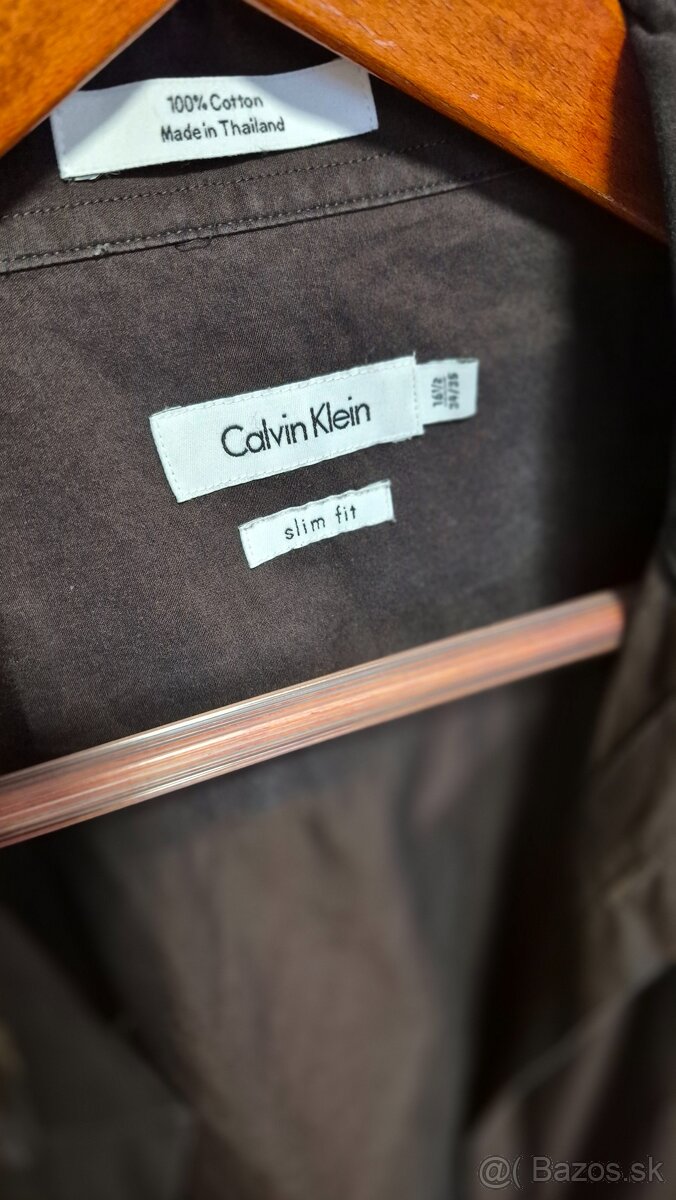 100% Cotton
Made in Thailand
Calvin Klein
16 1/2
34/35
slim fit
@( Bazos.sk